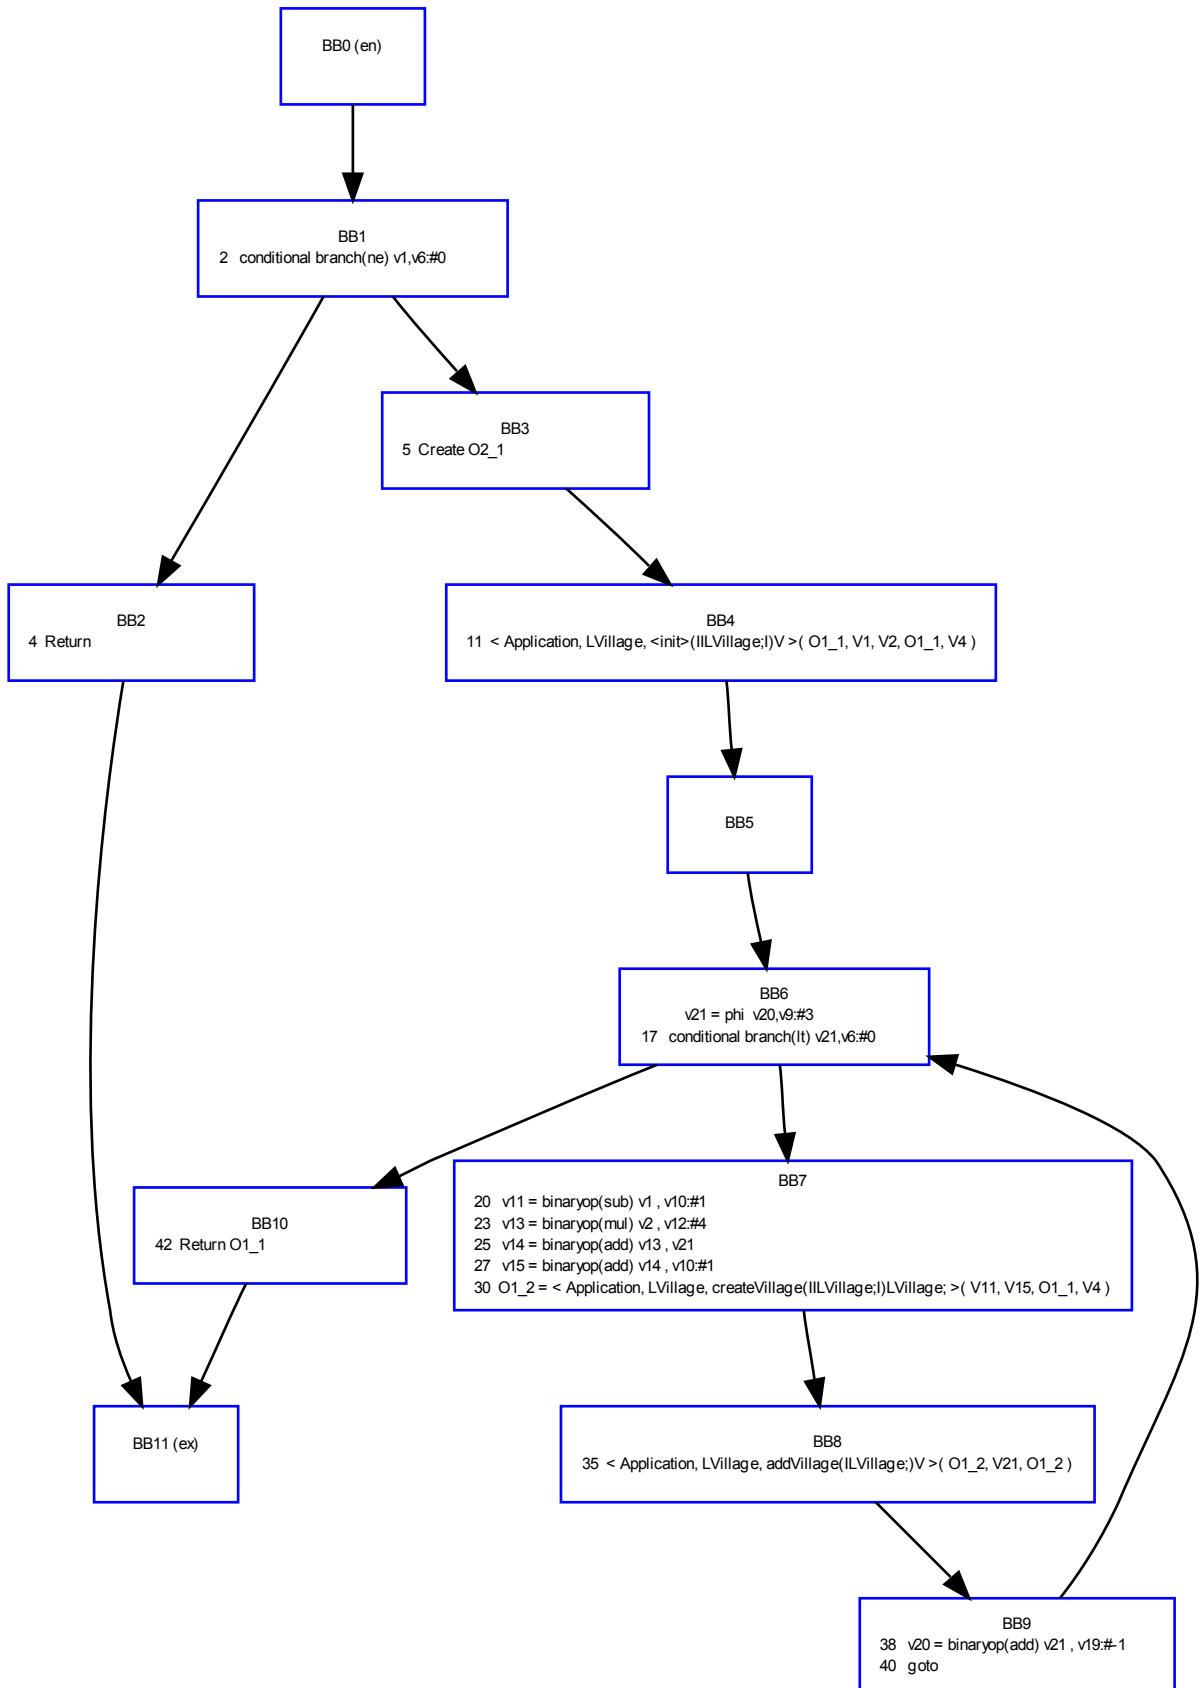 BB0 (en)
BB1
2 conditional branch(ne) v1,v6:#0
BB3
5 Create O2_1
BB2
4 Return
BB4
11 < Application, LVillage, <init>(IILVillage;I)V >( O1_1, V1, V2, O1_1, V4 )
BB5
BB6
v21 = phi v20,v9:#3
17 conditional branch(lt) v21,v6:#0
BB7
20 v11 = binaryop(sub) v1 , v10:#1
23 v13 = binaryop(mul) v2 , v12:#4
25 v14 = binaryop(add) v13 , v21
27 v15 = binaryop(add) v14 , v10:#1
30 O1_2 = < Application, LVillage, createVillage(IILVillage;I)LVillage; >( V11, V15, O1_1, V4 )
BB10
42 Return O1_1
BB11 (ex)
BB8
35 < Application, LVillage, addVillage(ILVillage;)V >( O1_2, V21, O1_2 )
BB9
38 v20 = binaryop(add) v21 , v19:#-1
40 goto